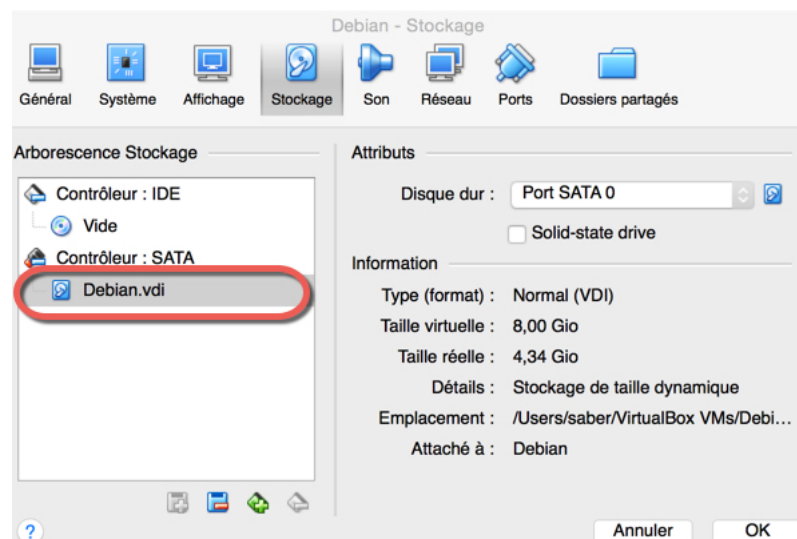 Debian - Stockage
Général Système Affichage Stockage Son Réseau Ports Dossiers partagés
Arborescence Stockage
Contrôleur : IDE
Vide
Contrôleur : SATA
Debian.vdi
Attributs
Disque dur : Port SATA 0
Solid-state drive
Information
Type (format) : Normal (VDI)
Taille virtuelle : 8,00 Gio
Taille réelle : 4,34 Gio
Détails : Stockage de taille dynamique
Emplacement : /Users/saber/VirtualBox VMs/Debi...
Attaché à : Debian
?
Annuler OK